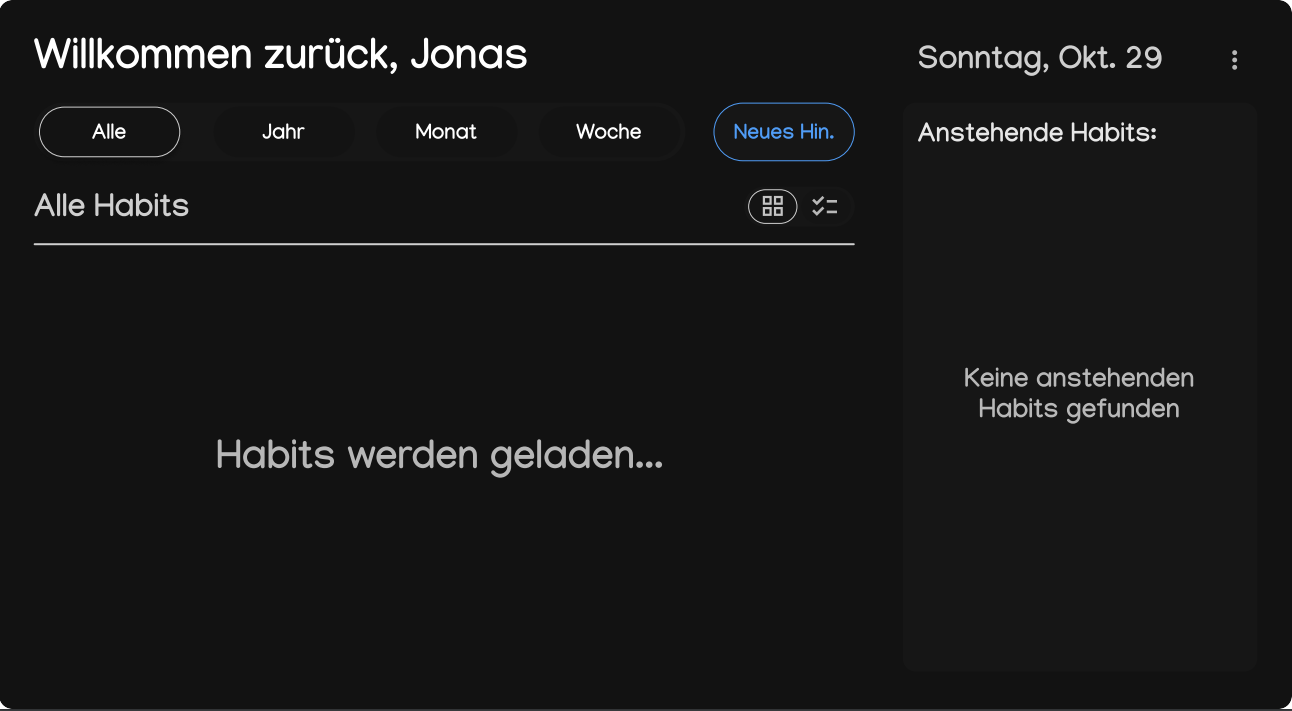 Willkommen zurück, Jonas
Sonntag, Okt. 29
Alle
Jahr
Monat
Woche
Neues Hin.
Alle Habits
Habits werden geladen...
Anstehende Habits:
Keine anstehenden
Habits gefunden